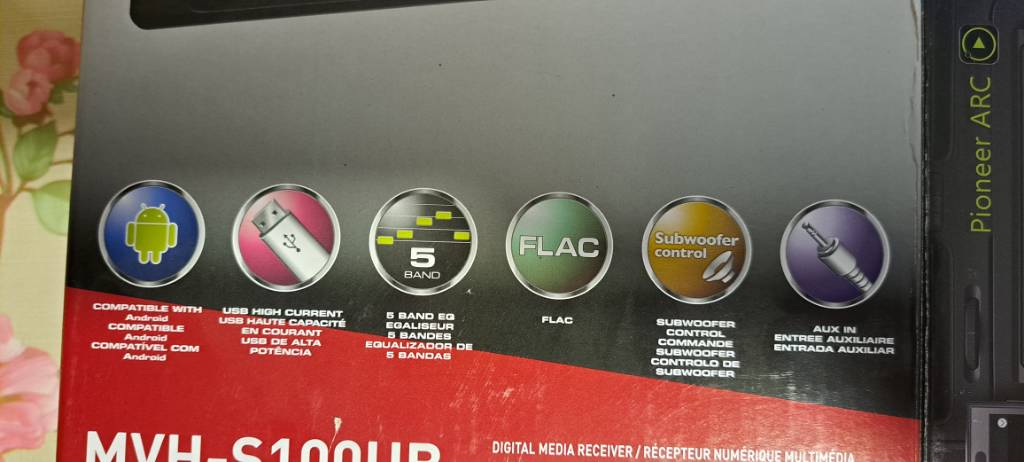 5
BAND
FLAC
Subwoofer
control
COMPATIBLE WITH
Android
COMPATIBLE
Android
COMPATÍVEL COM
Android
USB HIGH CURRENT
USB HAUTE CAPACITÉ
EN COURANT
USB DE ALTA
POTÊNCIA
5 BAND EQ
EGALISEUR
5 BANDES
EQUALIZADOR DE
5 BANDAS
FLAC
SUBWOOFER
CONTROL
COMMANDE
SUBWOOFER
CONTROLO DE
SUBWOOFER
AUX IN
ENTREE AUXILIAIRE
ENTRADA AUXILIAR
MVH-S100UB
DIGITAL MEDIA RECEIVER / RÉCEPTEUR NUMÉRIQUE MULTIMÉDIA
Pioneer ARC